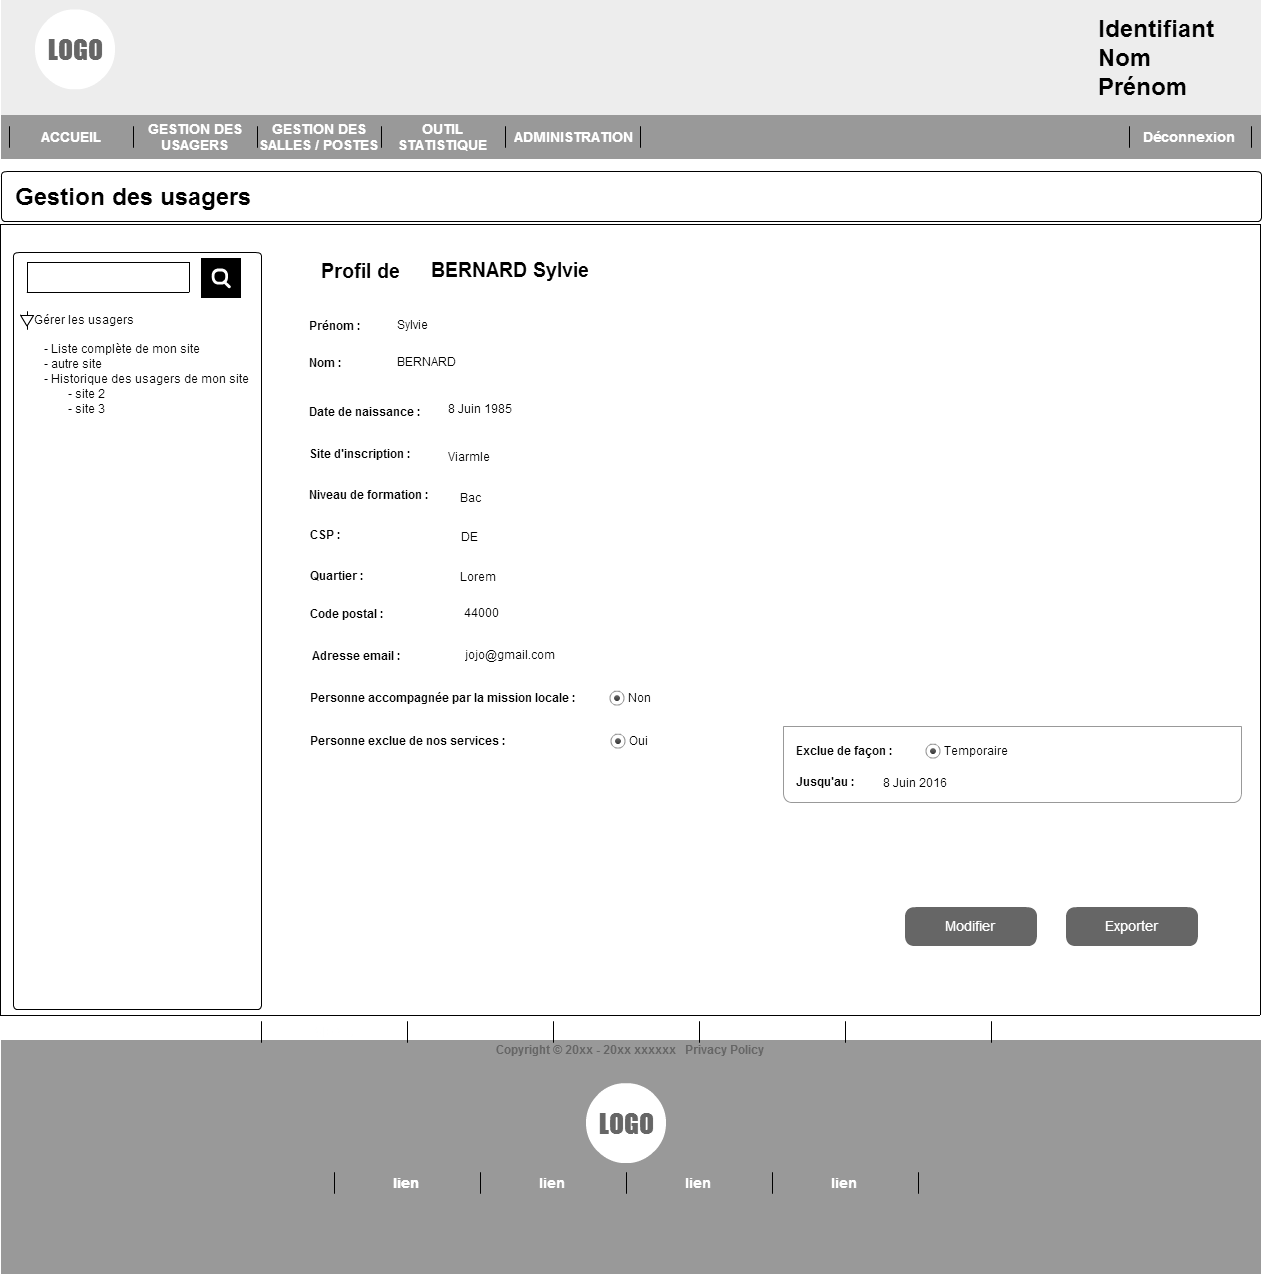 LOGO
Identifiant
Nom
Prénom
ACCUEIL
GESTION DES
USAGERS
GESTION DES
SALLES / POSTES
OUTIL
STATISTIQUE
ADMINISTRATION
Déconnexion
Gestion des usagers
Gérer les usagers
- Liste complète de mon site
- autre site
- Historique des usagers de mon site
- site 2
- site 3
Profil de BERNARD Sylvie
Prénom : Sylvie
Nom : BERNARD
Date de naissance : 8 Juin 1985
Site d'inscription : Viarmle
Niveau de formation : Bac
CSP : DE
Quartier : Lorem
Code postal : 44000
Adresse email : jojo@gmail.com
Personne accompagnée par la mission locale : Non
Personne exclue de nos services : Oui
Exclue de façon : Temporaire
Jusqu'au : 8 Juin 2016
Modifier
Exporter
Copyright © 20xx - 20xx xxxxxx Privacy Policy
LOGO
lien
lien
lien
lien